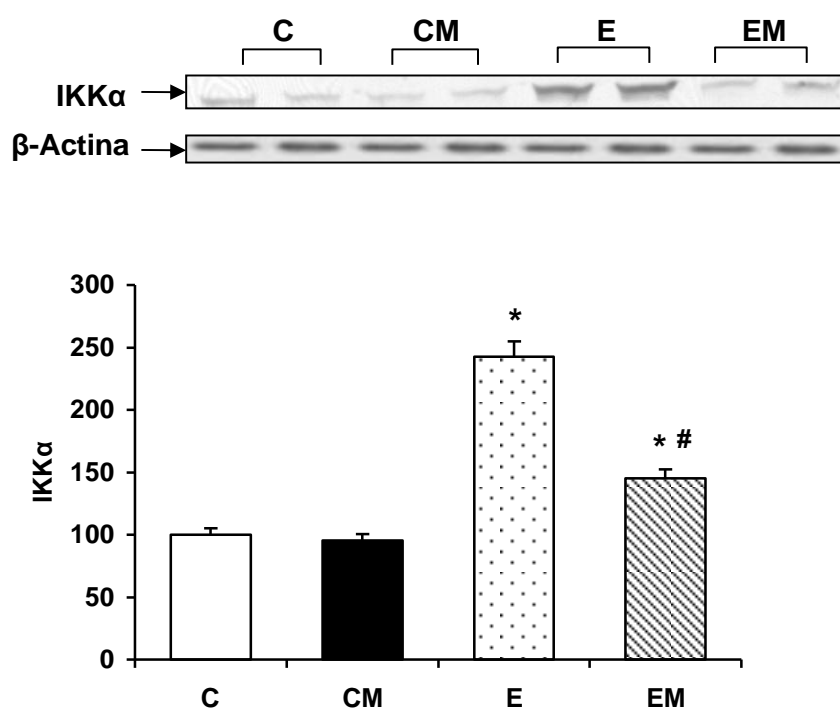 C CM E EM
IKKα
β-Actina
300
250
200
150
100
50
0
IKKα
*
* #
C CM E EM